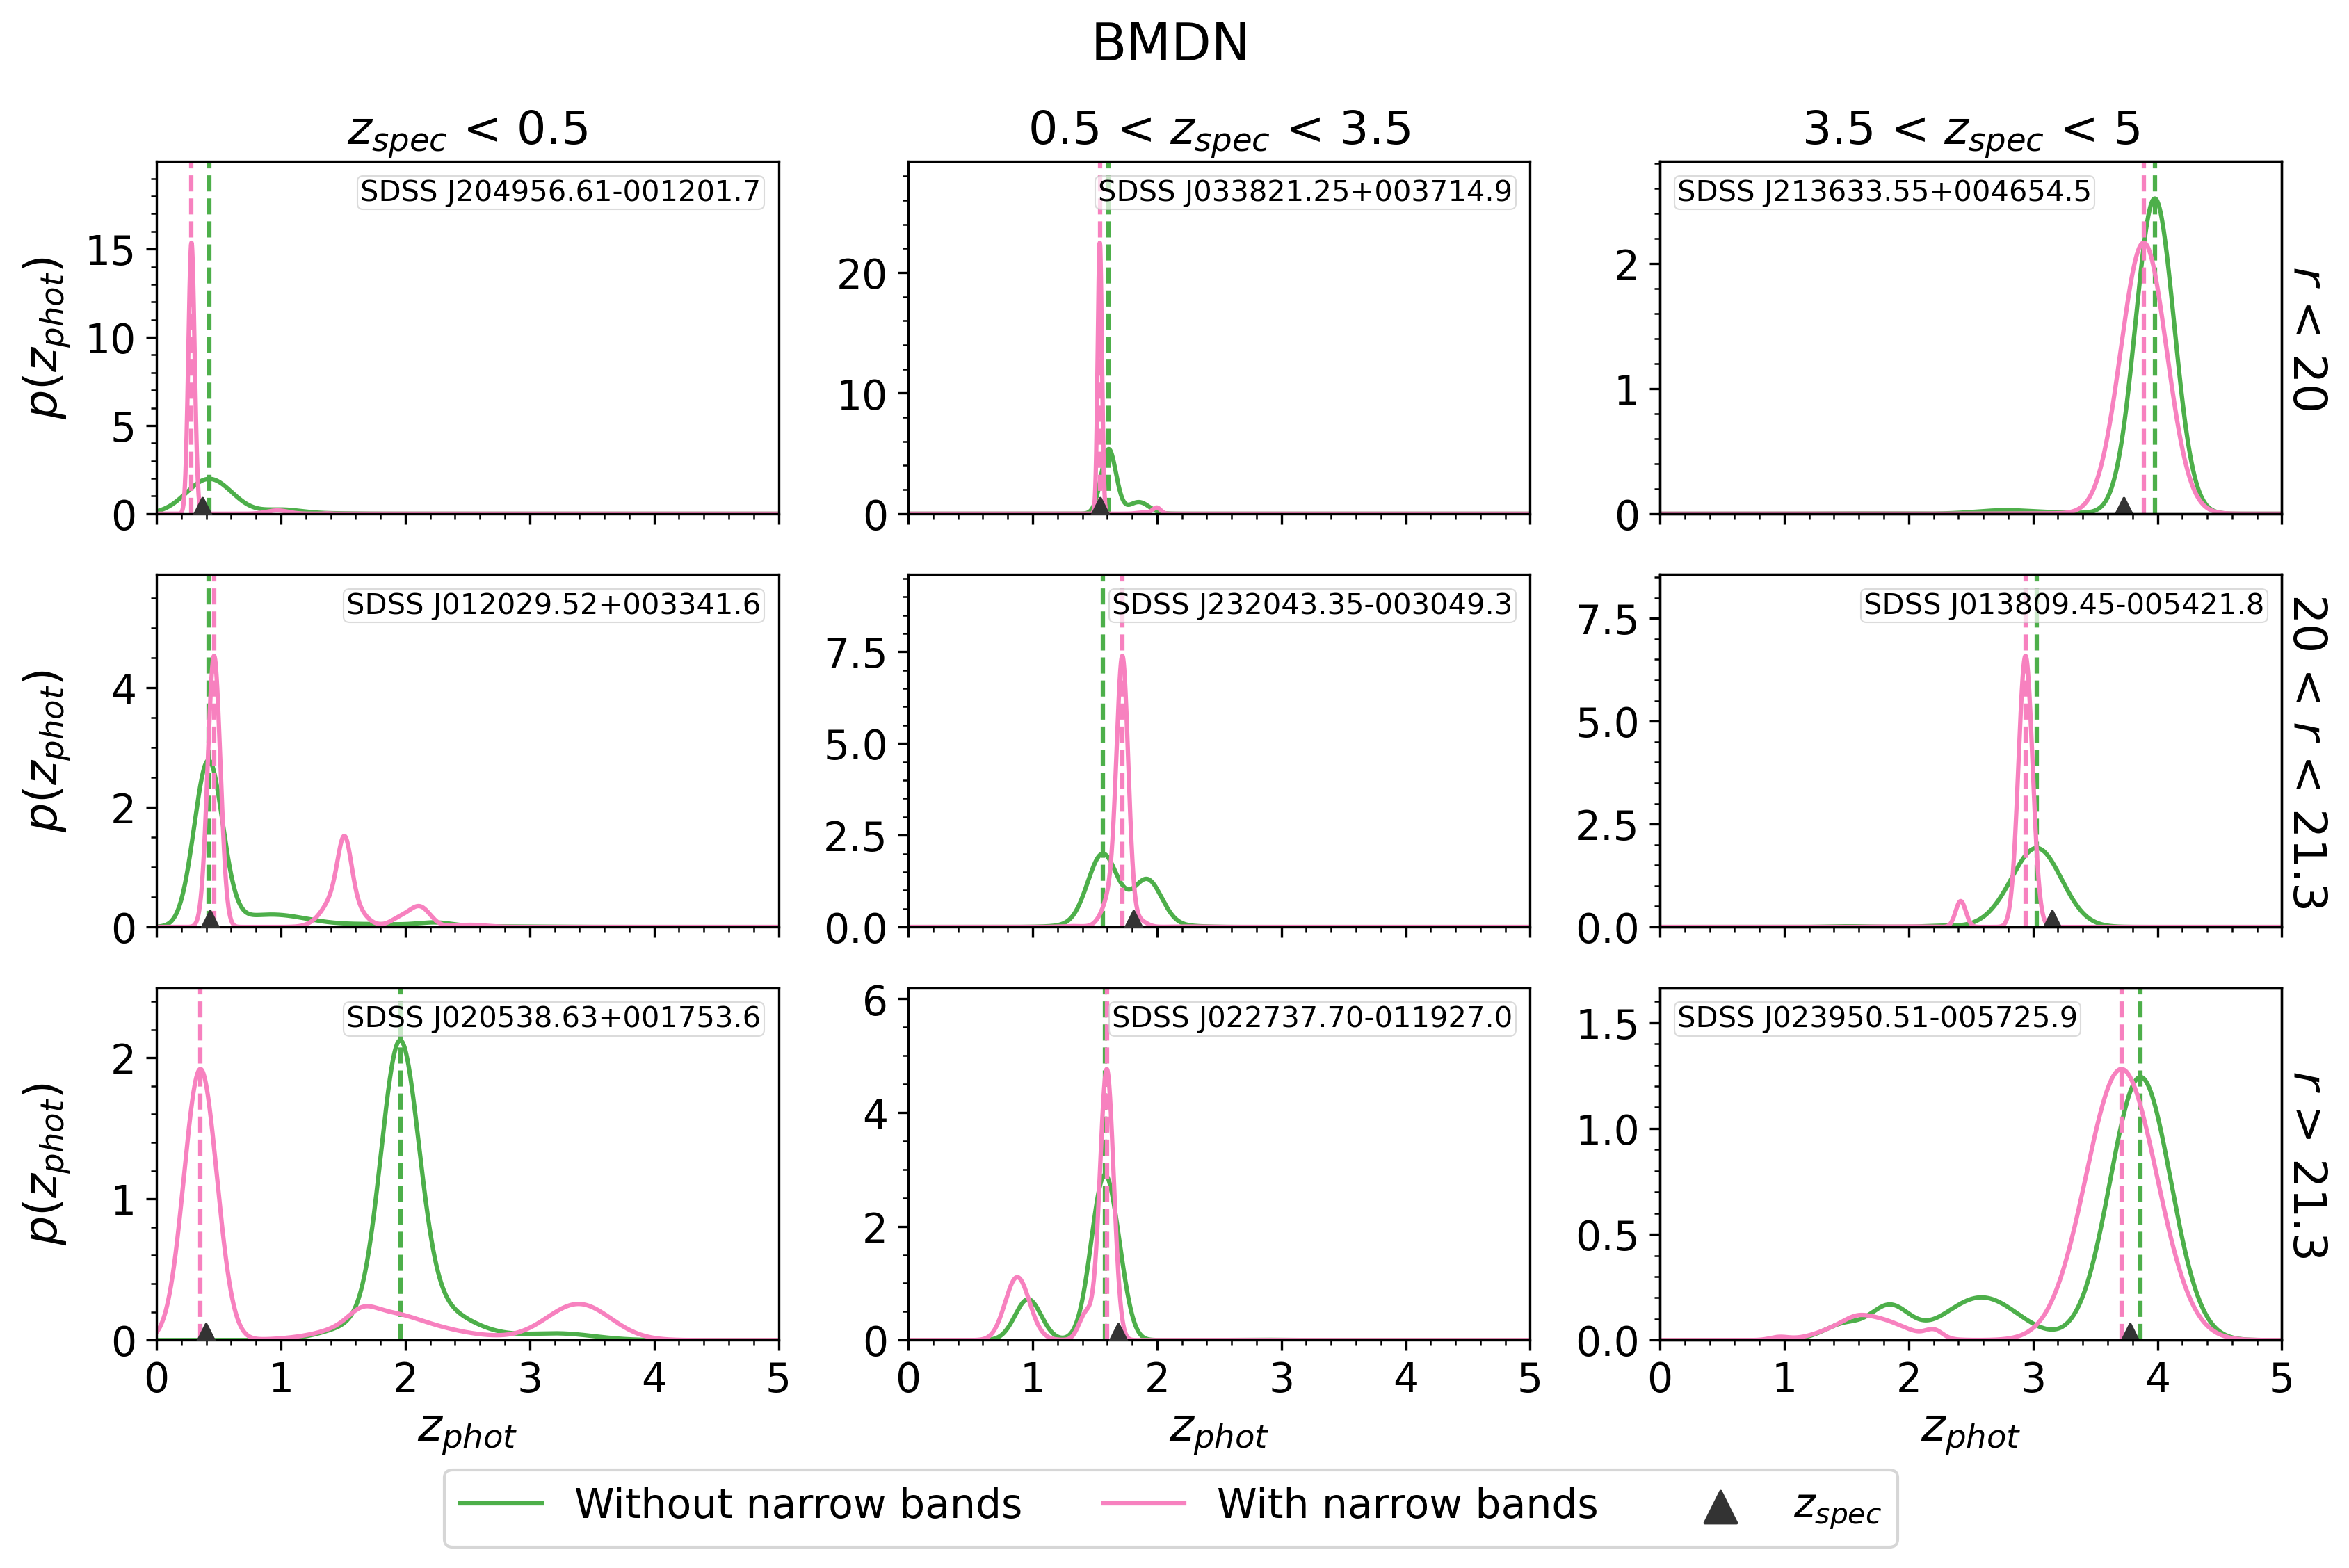 BMDN
z_spec < 0.5
0.5 < z_spec < 3.5
3.5 < z_spec < 5
p(z_phot)
0 5 10 15
SDSS J204956.61-001201.7
0 10 20
SDSS J033821.25+003714.9
0 1 2
SDSS J213633.55+004654.5
r < 20
p(z_phot)
0 2 4
SDSS J012029.52+003341.6
0.0 2.5 5.0 7.5
SDSS J232043.35-003049.3
0.0 2.5 5.0 7.5
SDSS J013809.45-005421.8
20 < r < 21.3
p(z_phot)
0 1 2
SDSS J020538.63+001753.6
0 2 4 6
SDSS J022737.70-011927.0
0.0 0.5 1.0 1.5
SDSS J023950.51-005725.9
r > 21.3
0 1 2 3 4 5
0 1 2 3 4 5
0 1 2 3 4 5
z_phot
z_phot
z_phot
Without narrow bands
With narrow bands
z_spec